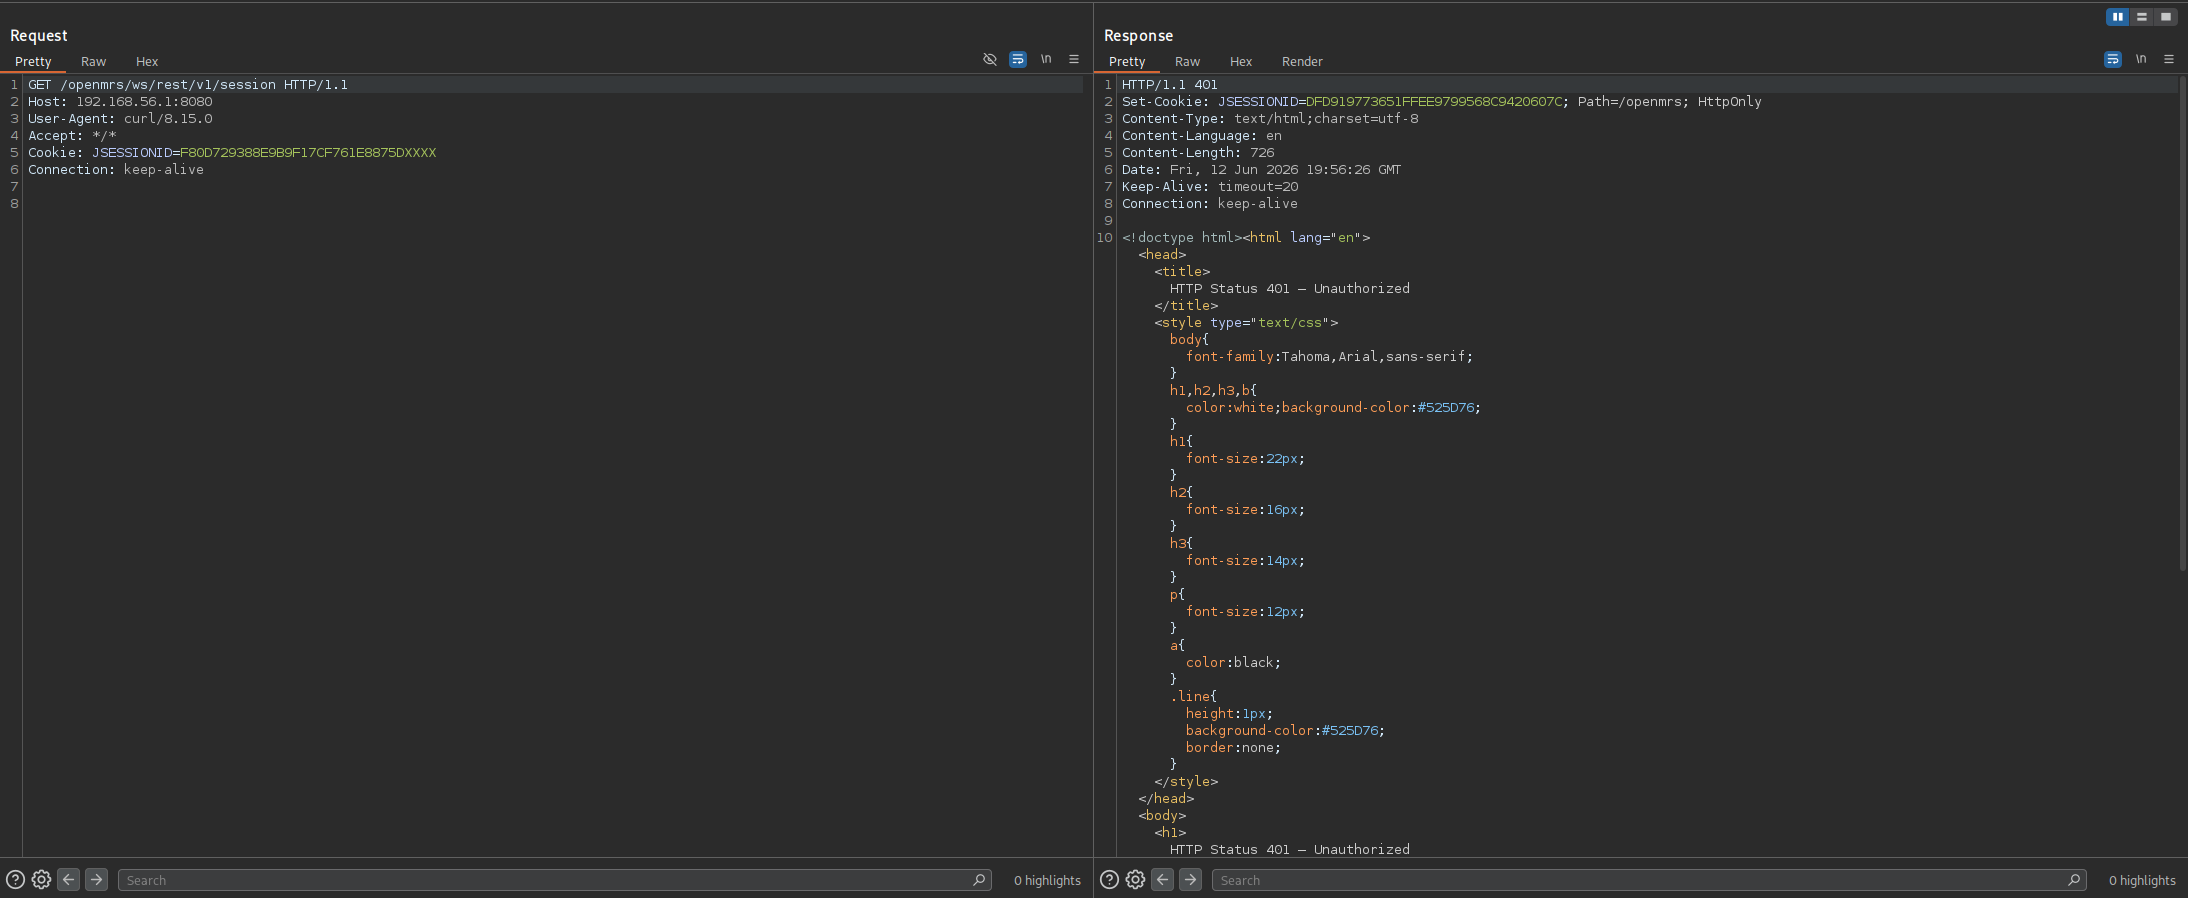 Request
Pretty Raw Hex
\n
1 GET /openmrs/ws/rest/v1/session HTTP/1.1
2 Host: 192.168.56.1:8080
3 User-Agent: curl/8.15.0
4 Accept: */*
5 Cookie: JSESSIONID=F80D729388E9B9F17CF761E8875DXXXX
6 Connection: keep-alive
7
8
Search
0 highlights
Response
Pretty Raw Hex Render
\n
1 HTTP/1.1 401
2 Set-Cookie: JSESSIONID=DFD919773651FFEE9799568C9420607C; Path=/openmrs; HttpOnly
3 Content-Type: text/html;charset=utf-8
4 Content-Language: en
5 Content-Length: 726
6 Date: Fri, 12 Jun 2026 19:56:26 GMT
7 Keep-Alive: timeout=20
8 Connection: keep-alive
9
10 <!doctype html><html lang="en">
<head>
<title>
HTTP Status 401 – Unauthorized
</title>
<style type="text/css">
body{
font-family:Tahoma,Arial,sans-serif;
}
h1,h2,h3,b{
color:white;background-color:#525D76;
}
h1{
font-size:22px;
}
h2{
font-size:16px;
}
h3{
font-size:14px;
}
p{
font-size:12px;
}
a{
color:black;
}
.line{
height:1px;
background-color:#525D76;
border:none;
}
</style>
</head>
<body>
<h1>
HTTP Status 401 – Unauthorized
Search
0 highlights